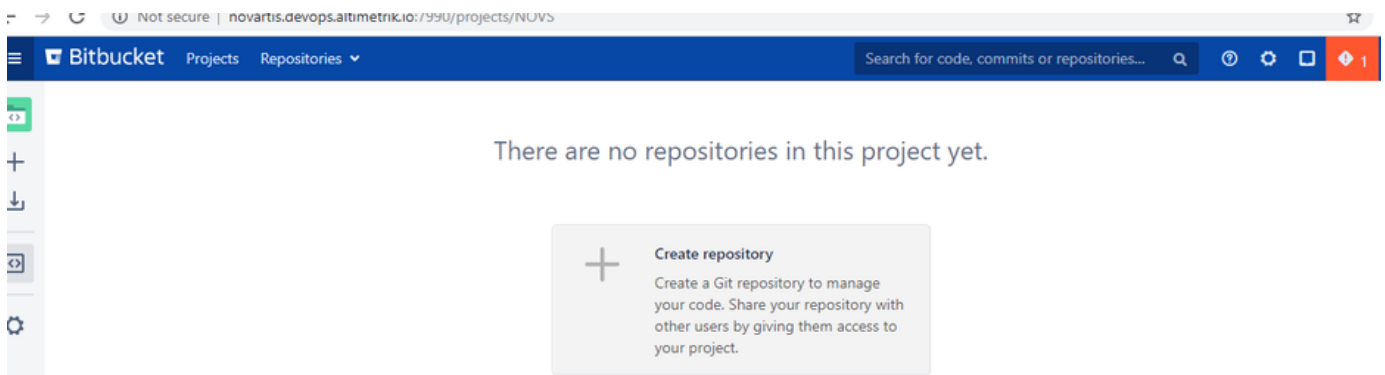 Not secure | novartis.devops.altimetrik.io:7990/projects/NOVS
Bitbucket Projects Repositories Search for code, commits or repositories... 1
There are no repositories in this project yet.
Create repository
Create a Git repository to manage
your code. Share your repository with
other users by giving them access to
your project.